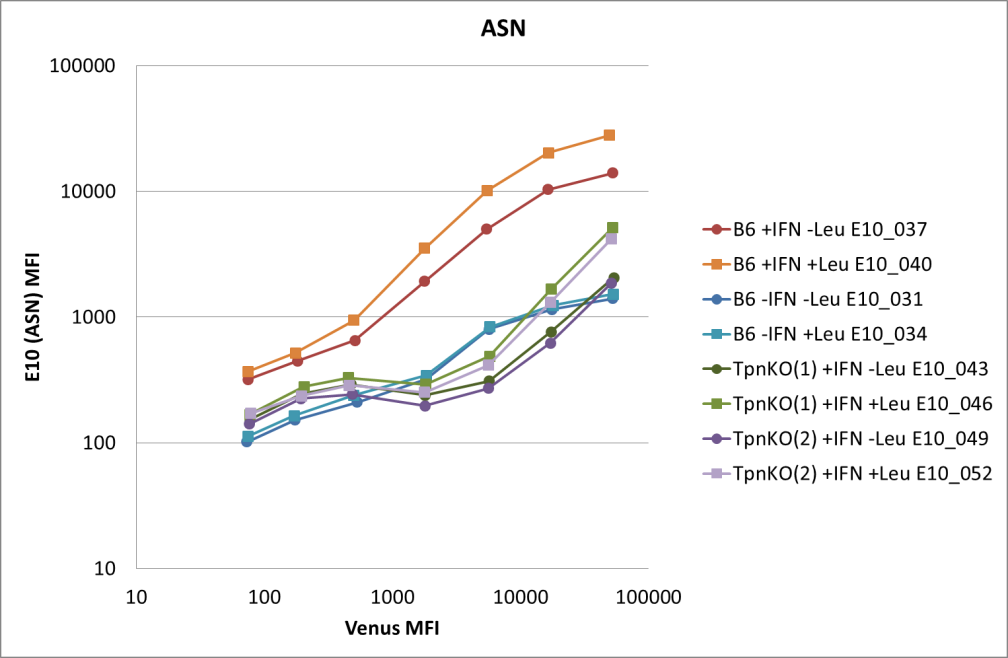 ASN
100000
10000
1000
100
10
E10 (ASN) MFI
10 100 1000 10000 100000
Venus MFI
B6 +IFN -Leu E10_037
B6 +IFN +Leu E10_040
B6 -IFN -Leu E10_031
B6 -IFN +Leu E10_034
TpnKO(1) +IFN -Leu E10_043
TpnKO(1) +IFN +Leu E10_046
TpnKO(2) +IFN -Leu E10_049
TpnKO(2) +IFN +Leu E10_052